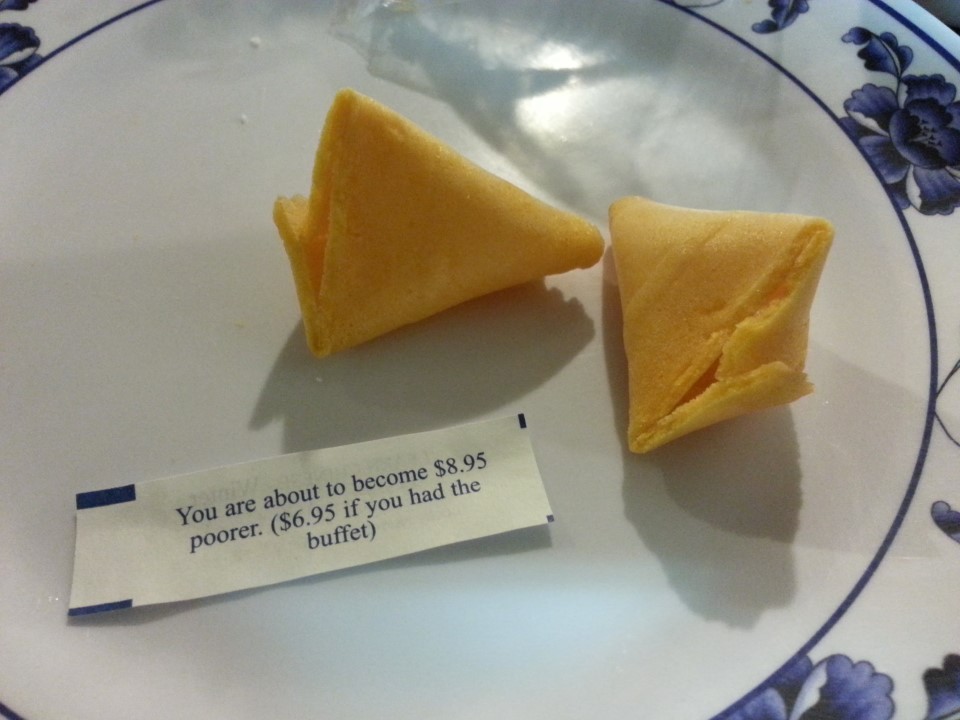 You are about to become $8.95
poorer. ($6.95 if you had the
buffet)